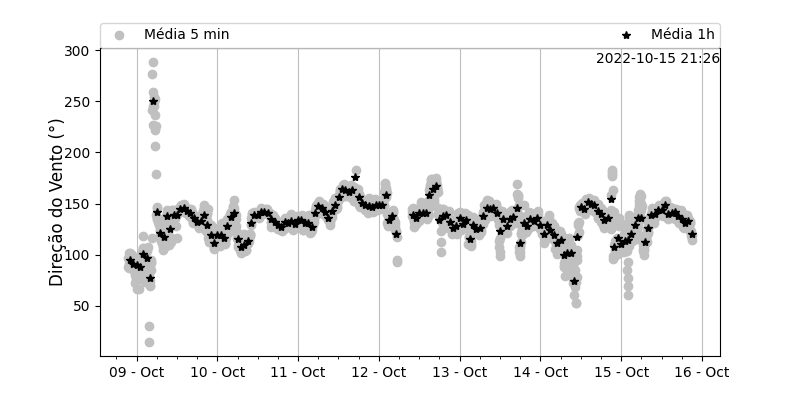 Média 5 min
Média 1h
2022-10-15 21:26
Direção do Vento (°)
300
250
200
150
100
50
09 - Oct
10 - Oct
11 - Oct
12 - Oct
13 - Oct
14 - Oct
15 - Oct
16 - Oct